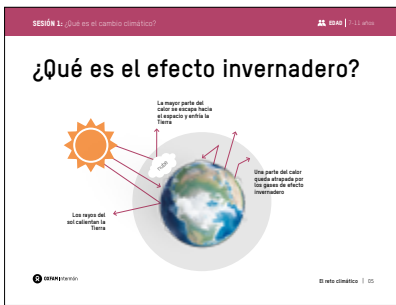 SESIÓN 1: ¿Qué es el cambio climático?
EDAD | 7-11 años
¿Qué es el efecto invernadero?
La mayor parte del
calor se escapa hacia
el espacio y enfría la
Tierra
nube
Una parte del calor
queda atrapada por
los gases de efecto
invernadero
Los rayos del
sol calientan la
Tierra
OXFAM Intermón
El reto climático | 05